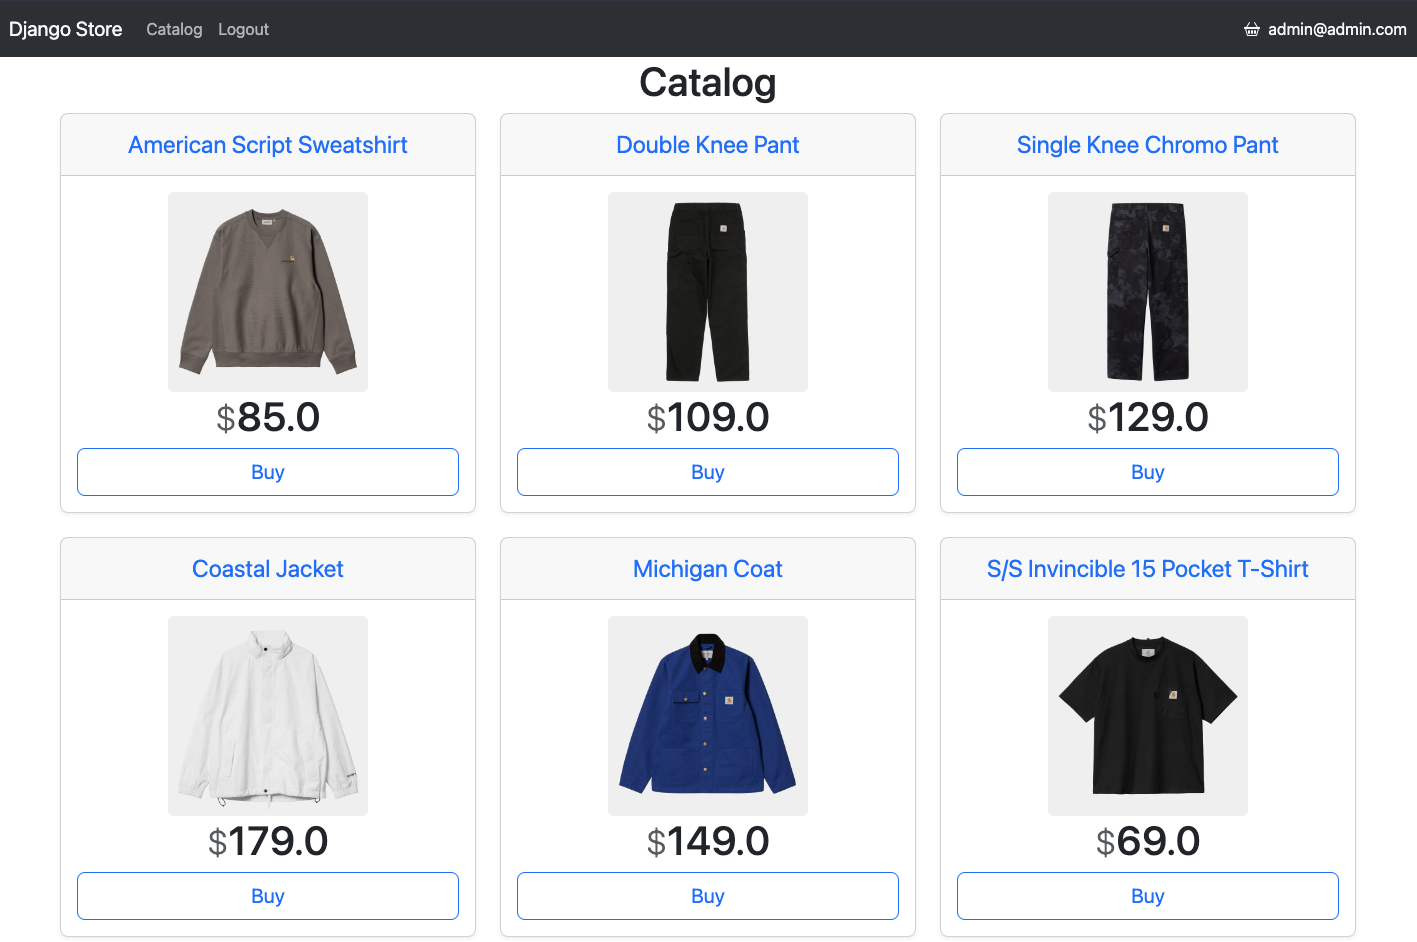 Django Store Catalog Logout admin@admin.com
Catalog
American Script Sweatshirt
$85.0
Buy
Double Knee Pant
$109.0
Buy
Single Knee Chromo Pant
$129.0
Buy
Coastal Jacket
$179.0
Buy
Michigan Coat
$149.0
Buy
S/S Invincible 15 Pocket T-Shirt
$69.0
Buy